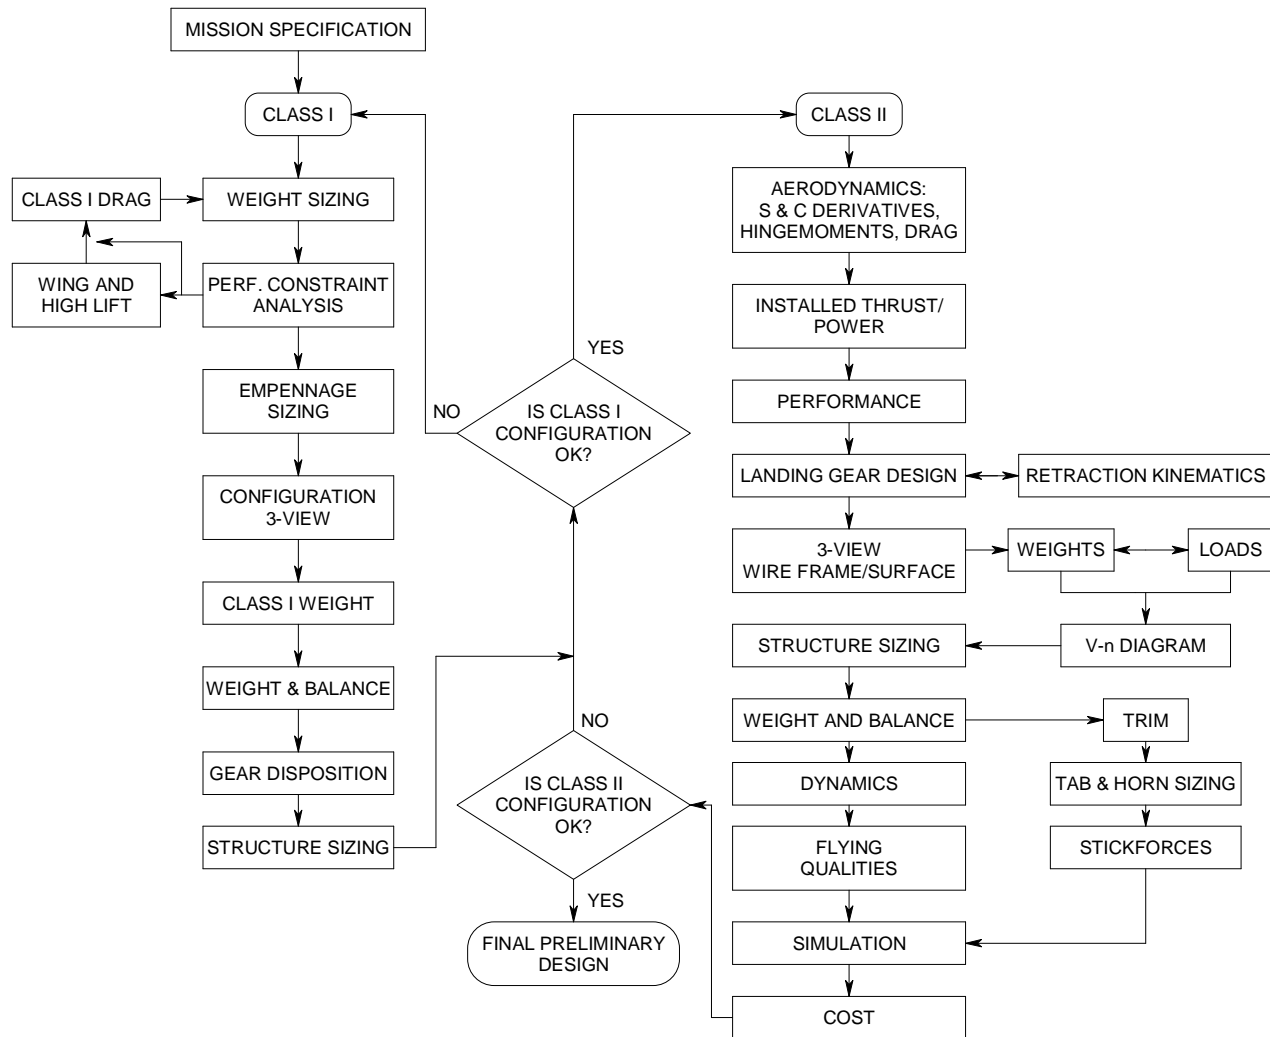 MISSION SPECIFICATION
CLASS I
CLASS I DRAG
WEIGHT SIZING
WING AND
HIGH LIFT
PERF. CONSTRAINT
ANALYSIS
EMPENNAGE
SIZING
CONFIGURATION
3-VIEW
CLASS I WEIGHT
WEIGHT & BALANCE
GEAR DISPOSITION
STRUCTURE SIZING
YES
NO
IS CLASS I
CONFIGURATION
OK?
NO
IS CLASS II
CONFIGURATION
OK?
YES
FINAL PRELIMINARY
DESIGN
CLASS II
AERODYNAMICS:
S & C DERIVATIVES,
HINGEMOMENTS, DRAG
INSTALLED THRUST/
POWER
PERFORMANCE
LANDING GEAR DESIGN
RETRACTION KINEMATICS
3-VIEW
WIRE FRAME/SURFACE
WEIGHTS
LOADS
STRUCTURE SIZING
V-n DIAGRAM
WEIGHT AND BALANCE
TRIM
DYNAMICS
TAB & HORN SIZING
FLYING
QUALITIES
STICKFORCES
SIMULATION
COST